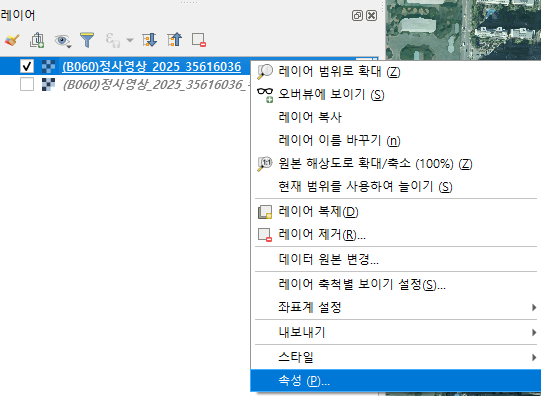 레이어
(B060)정사영상_2025_35616036_
(B060)정사영상_2025_35616036_
레이어 범위로 확대 (Z)
오버뷰에 보이기 (S)
레이어 복사
레이어 이름 바꾸기 (n)
원본 해상도로 확대/축소 (100%) (Z)
현재 범위를 사용하여 늘이기 (S)
레이어 복제(D)
레이어 제거(R)...
데이터 원본 변경...
레이어 축척별 보이기 설정(S)...
좌표계 설정
내보내기
스타일
속성 (P)...